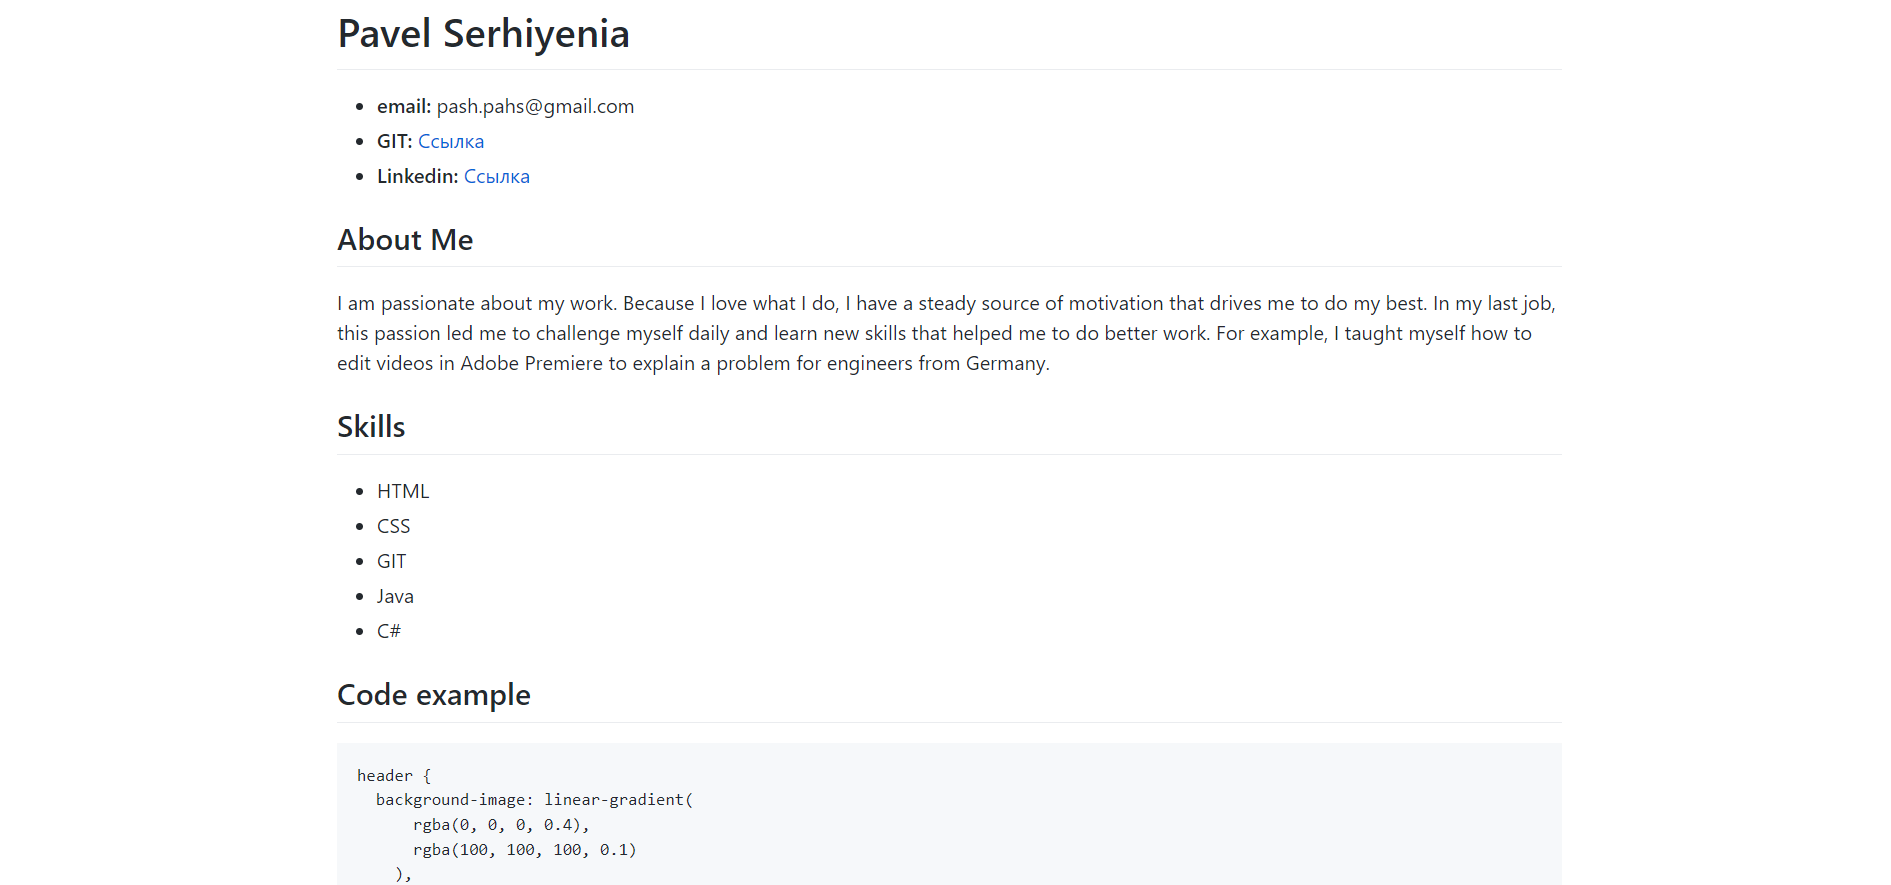 Pavel Serhiyenia
email: pash.pahs@gmail.com
GIT: Ссылка
Linkedin: Ссылка
About Me
I am passionate about my work. Because I love what I do, I have a steady source of motivation that drives me to do my best. In my last job,
this passion led me to challenge myself daily and learn new skills that helped me to do better work. For example, I taught myself how to
edit videos in Adobe Premiere to explain a problem for engineers from Germany.
Skills
HTML
CSS
GIT
Java
C#
Code example
header {
background-image: linear-gradient(
rgba(0, 0, 0, 0.4),
rgba(100, 100, 100, 0.1)
),